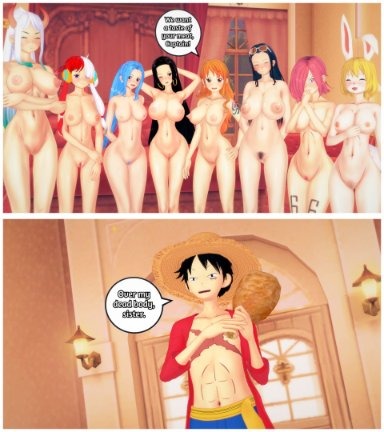 We want
a taste of
your meat,
Captain!
Over my
dead body,
sister.